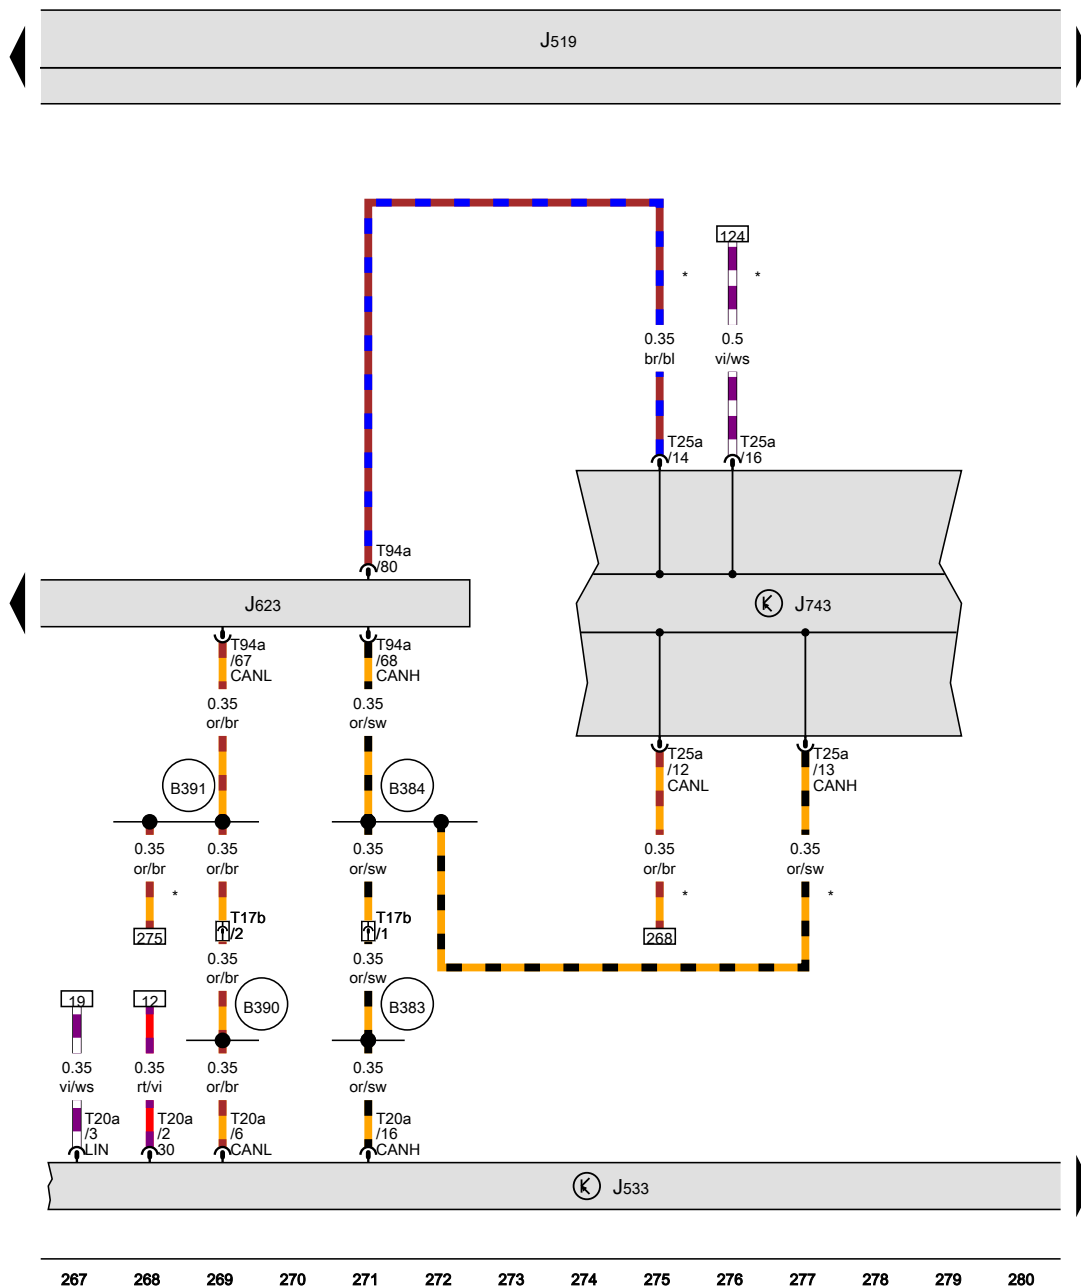 J519
124
*
*
0.35
br/bl
0.5
vi/ws
T25a
/14
T25a
/16
T94a
/80
J623
J743
T94a
/67
CANL
T94a
/68
CANH
0.35
or/br
0.35
or/sw
T25a
/12
CANL
T25a
/13
CANH
B391
B384
0.35
or/br
0.35
or/br
0.35
or/sw
0.35
or/br
0.35
or/sw
*
*
*
T17b
/2
T17b
/1
275
268
0.35
or/br
0.35
or/sw
19
12
B390
B383
0.35
vi/ws
0.35
rt/vi
0.35
or/br
0.35
or/sw
T20a
/3
LIN
T20a
/2
30
T20a
/6
CANL
T20a
/16
CANH
J533
267 268 269 270 271 272 273 274 275 276 277 278 279 280